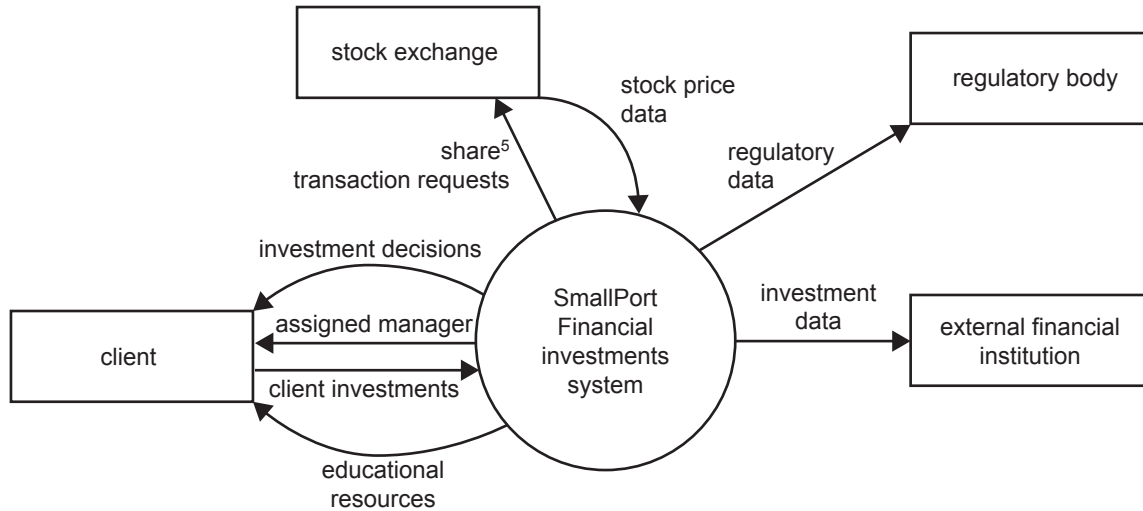 stock exchange
regulatory body
stock price
data
share⁵
transaction requests
regulatory
data
investment decisions
SmallPort
Financial
investments
system
investment
data
external financial
institution
client
assigned manager
client investments
educational
resources